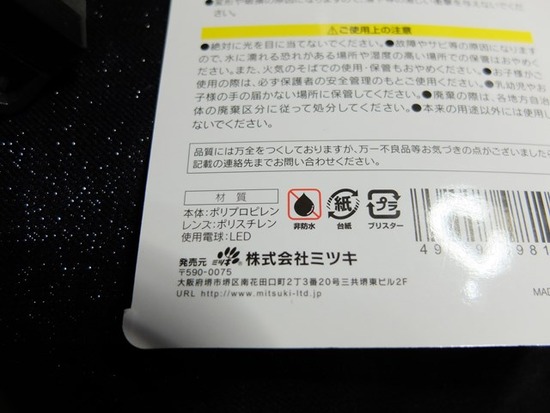 ⚠ご使用上の注意
●絶対に光を目に当てないでください。●故障やサビ等の原因になりますので、水に濡れる恐れがある場所や湿度の高い場所での保管はおやめください。また、火気のそばでの使用・保管もおやめください。●お子様がご
使用の際は、必ず保護者の安全管理のもとご使用ください。●乳幼児やお
子様の手の届かない場所に保管してください。●廃棄の際は、各地方自治
体の廃棄区分に従って処分してください。●本来の用途以外には使用し
ないでください。
品質には万全をつくしておりますが、万一不良品等お気づきの点がございましたら
記載の連絡先までお問い合わせください。
材質
本体：ポリプロピレン
レンズ：ポリスチレン
使用電球：LED
非防水
紙
台紙
プラ
ブリスター
発売元 ミツキ 株式会社ミツキ
〒590-0075
大阪府堺市堺区南花田口町2丁3番20号三共堺東ビル2F
URL http://www.mitsuki-ltd.jp
MAD